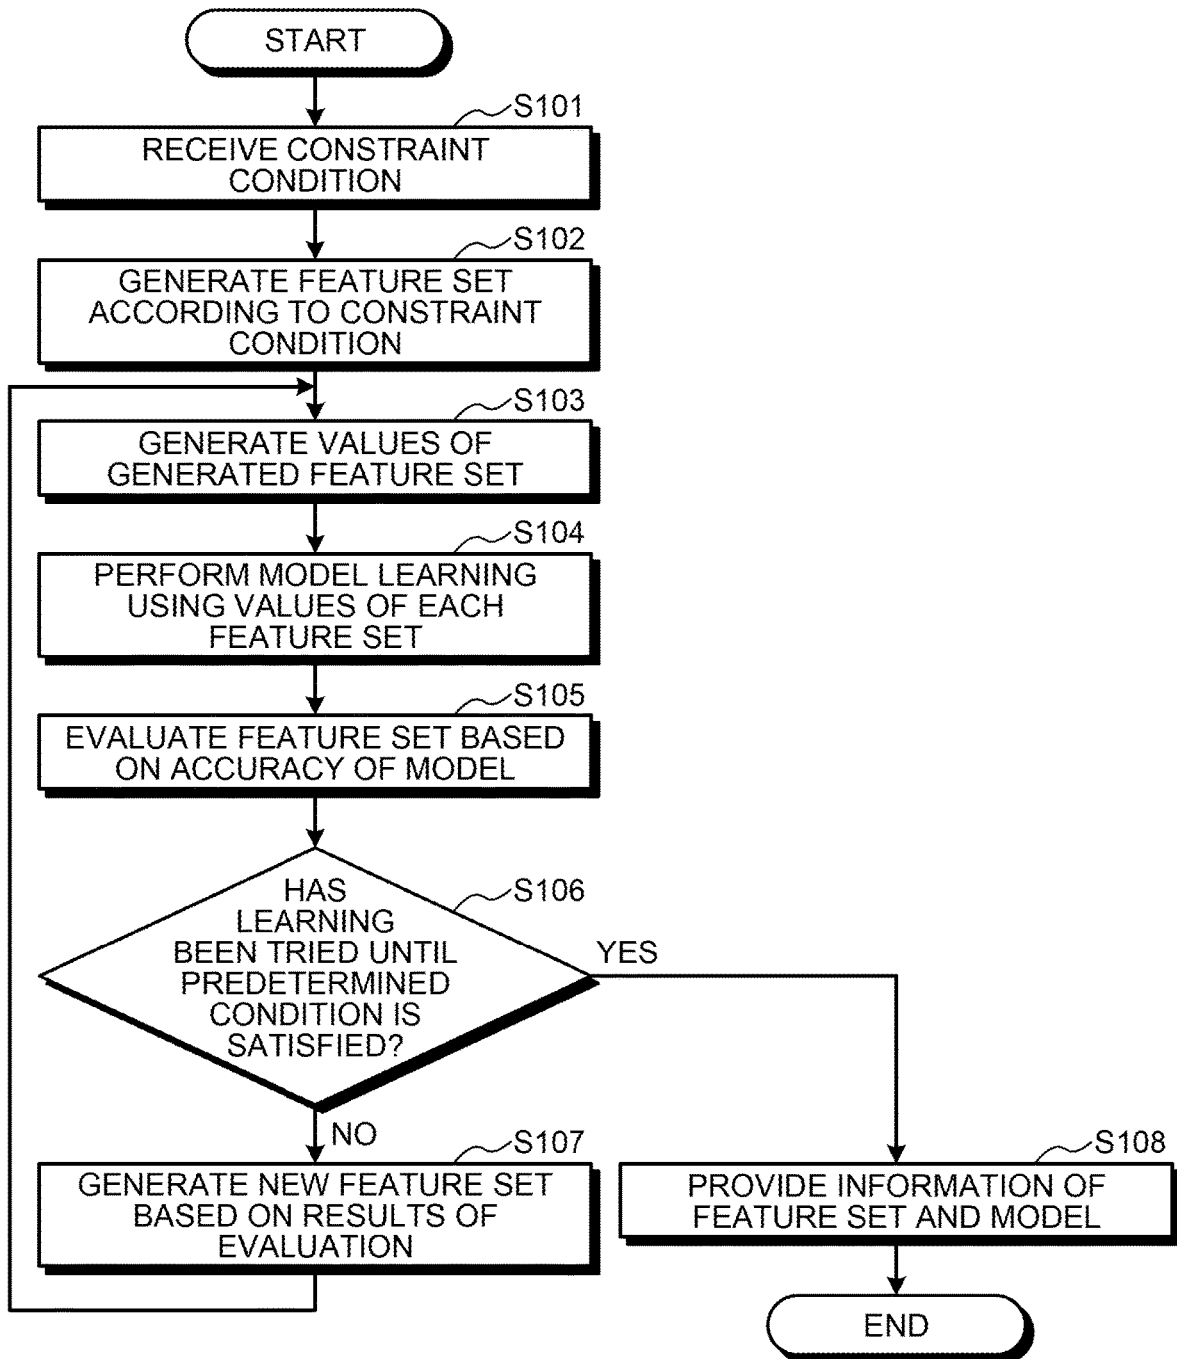 START
S101
RECEIVE CONSTRAINT
CONDITION
S102
GENERATE FEATURE SET
ACCORDING TO CONSTRAINT
CONDITION
S103
GENERATE VALUES OF
GENERATED FEATURE SET
S104
PERFORM MODEL LEARNING
USING VALUES OF EACH
FEATURE SET
S105
EVALUATE FEATURE SET BASED
ON ACCURACY OF MODEL
S106
HAS
LEARNING
BEEN TRIED UNTIL
PREDETERMINED
CONDITION IS
SATISFIED?
YES
NO
S107
GENERATE NEW FEATURE SET
BASED ON RESULTS OF
EVALUATION
S108
PROVIDE INFORMATION OF
FEATURE SET AND MODEL
END